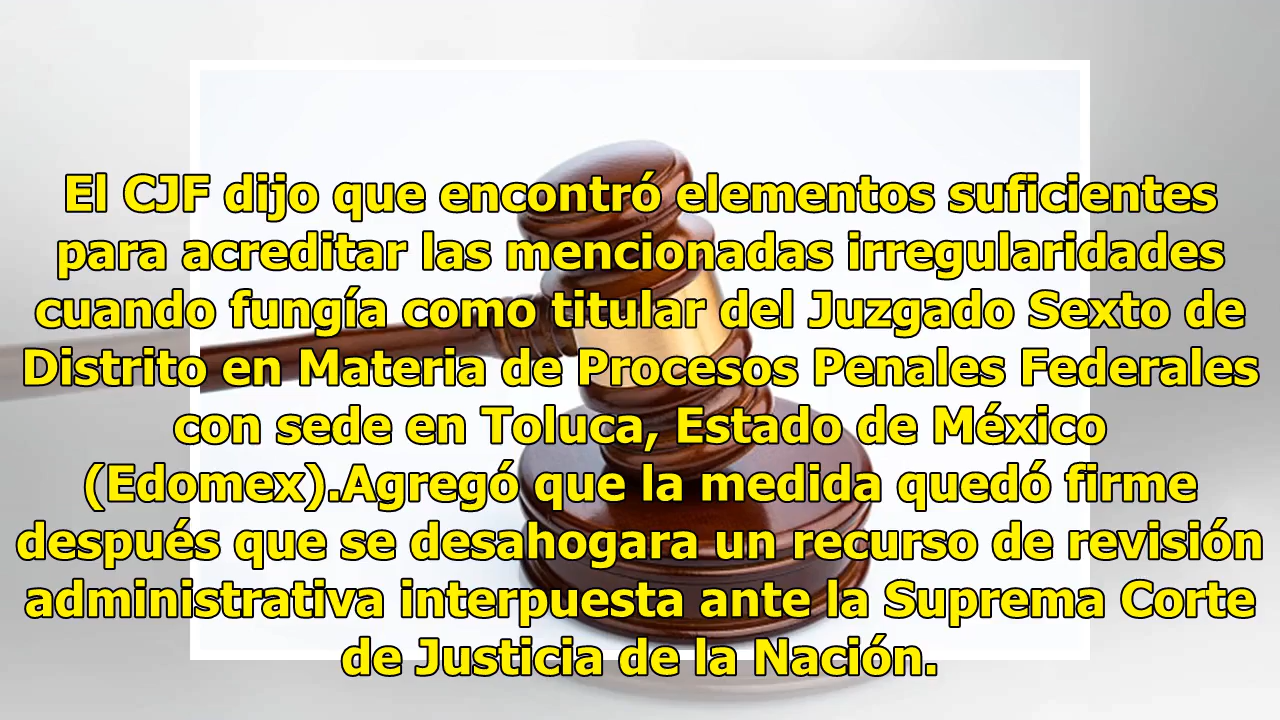 El CJF dijo que encontró elementos suficientes
para acreditar las mencionadas irregularidades
cuando fungía como titular del Juzgado Sexto de
Distrito en Materia de Procesos Penales Federales
con sede en Toluca, Estado de México
(Edomex).Agregó que la medida quedó firme
después que se desahogara un recurso de revisión
administrativa interpuesta ante la Suprema Corte
de Justicia de la Nación.